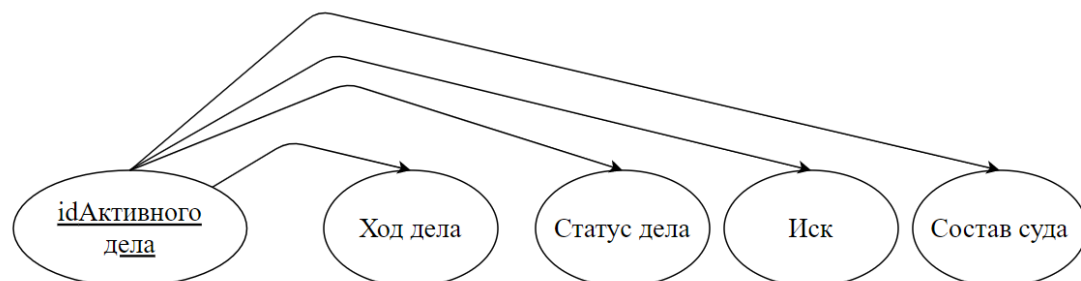 idАктивного
дела
Ход дела
Статус дела
Иск
Состав суда